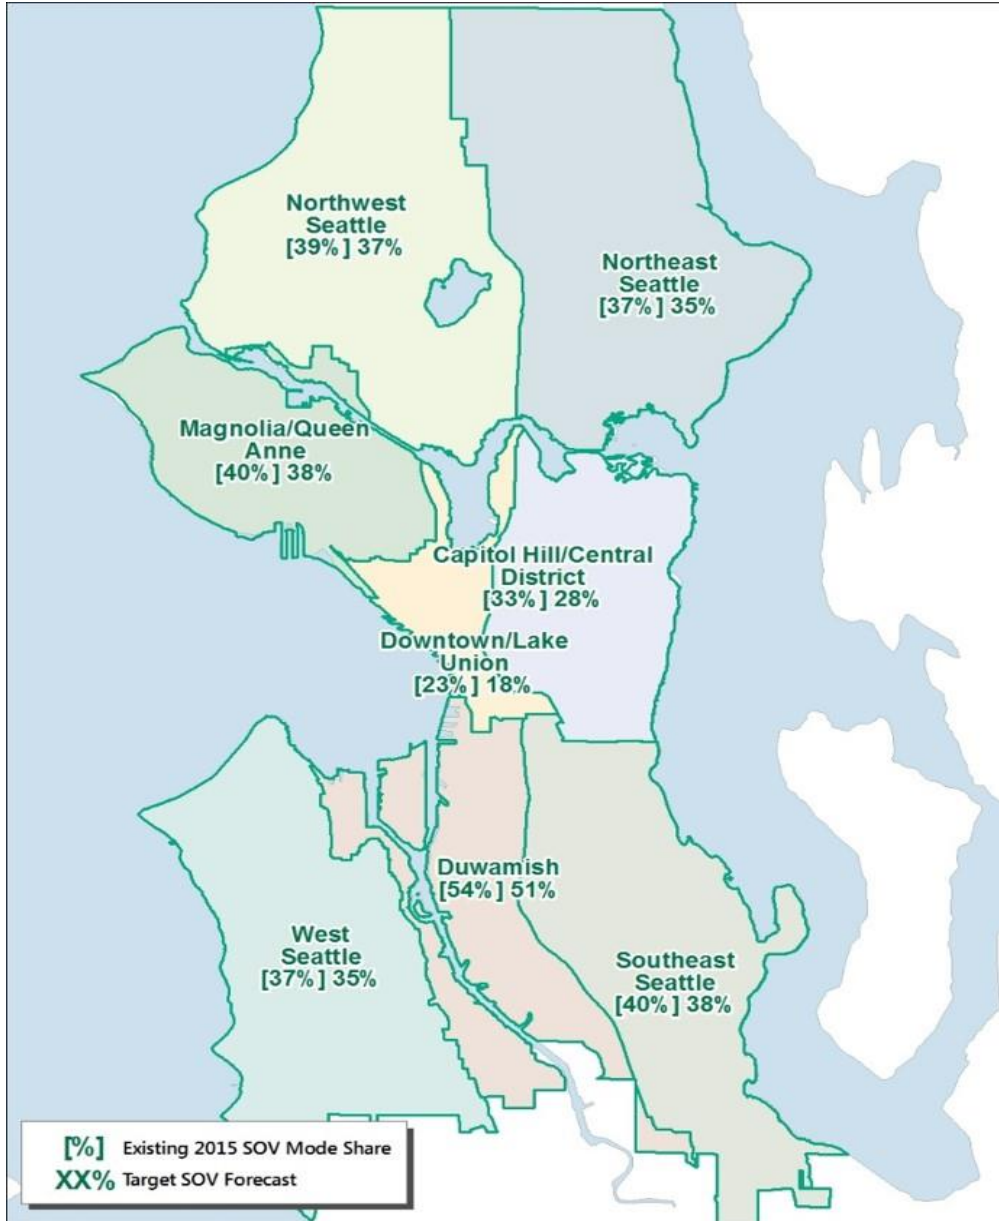 Northwest
Seattle
[39%] 37%
Northeast
Seattle
[37%] 35%
Magnolia/Queen
Anne
[40%] 38%
Capitol Hill/Central
District
[33%] 28%
Downtown/Lake
Union
[23%] 18%
Duwamish
[54%] 51%
West
Seattle
[37%] 35%
Southeast
Seattle
[40%] 38%
[%] Existing 2015 SOV Mode Share
XX% Target SOV Forecast